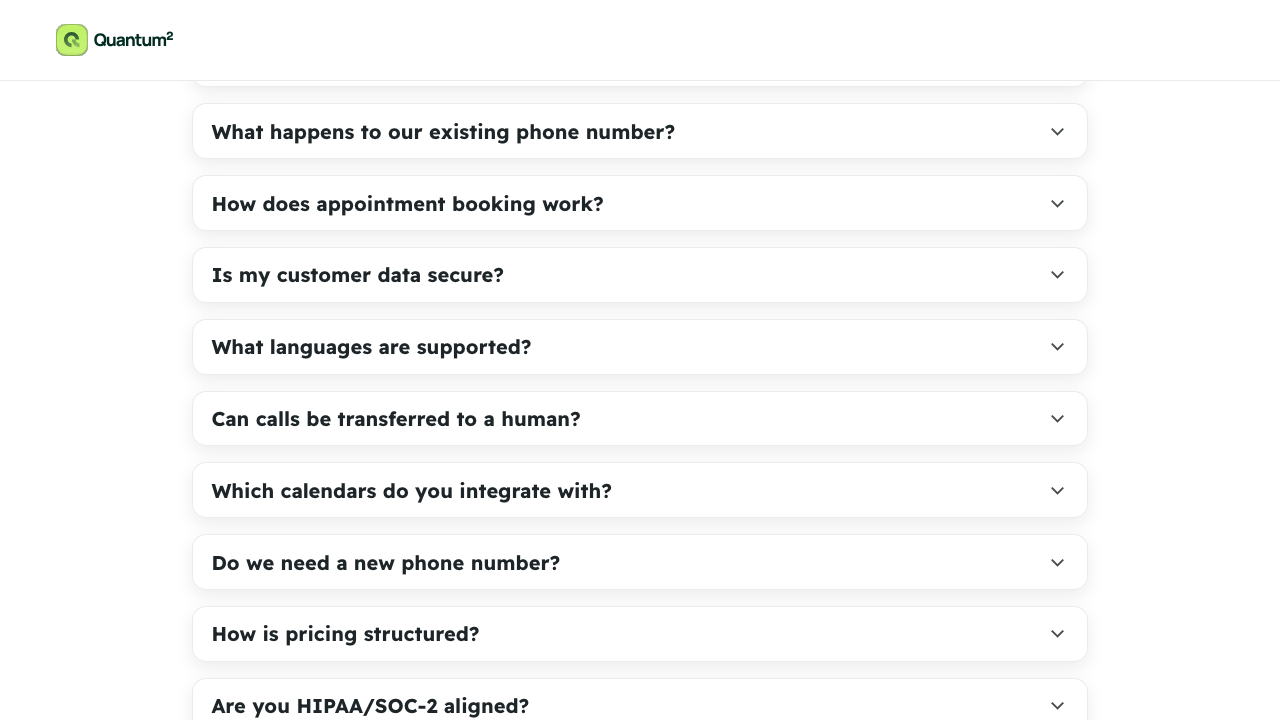 Quantum²
What happens to our existing phone number?
How does appointment booking work?
Is my customer data secure?
What languages are supported?
Can calls be transferred to a human?
Which calendars do you integrate with?
Do we need a new phone number?
How is pricing structured?
Are you HIPAA/SOC-2 aligned?